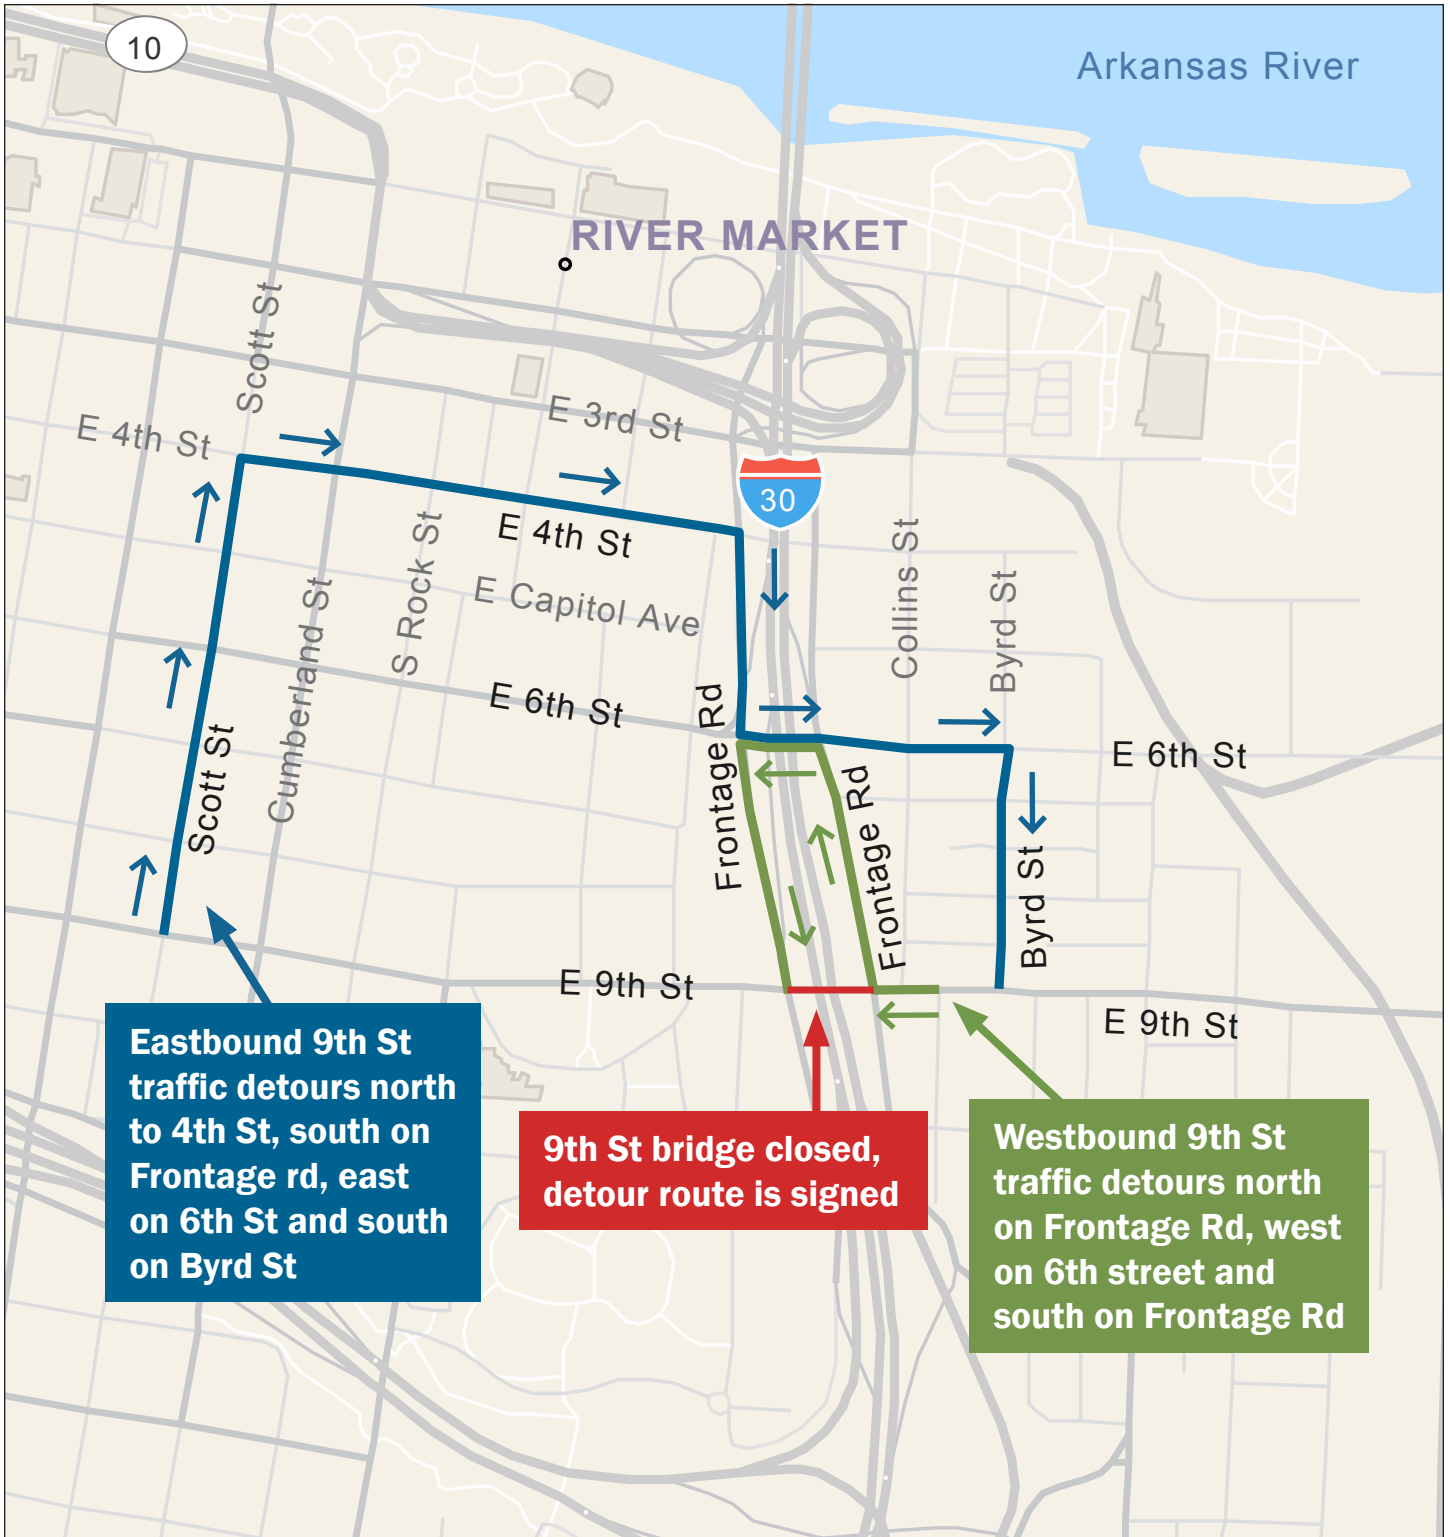 10
Arkansas River
RIVER MARKET
Scott St
E 3rd St
E 4th St
30
E 4th St
S Rock St
E Capitol Ave
Collins St
Byrd St
Cumberland St
E 6th St
Frontage Rd
Scott St
E 6th St
Frontage Rd
Byrd St
E 9th St
E 9th St
Eastbound 9th St
traffic detours north
to 4th St, south on
Frontage rd, east
on 6th St and south
on Byrd St
9th St bridge closed,
detour route is signed
Westbound 9th St
traffic detours north
on Frontage Rd, west
on 6th street and
south on Frontage Rd